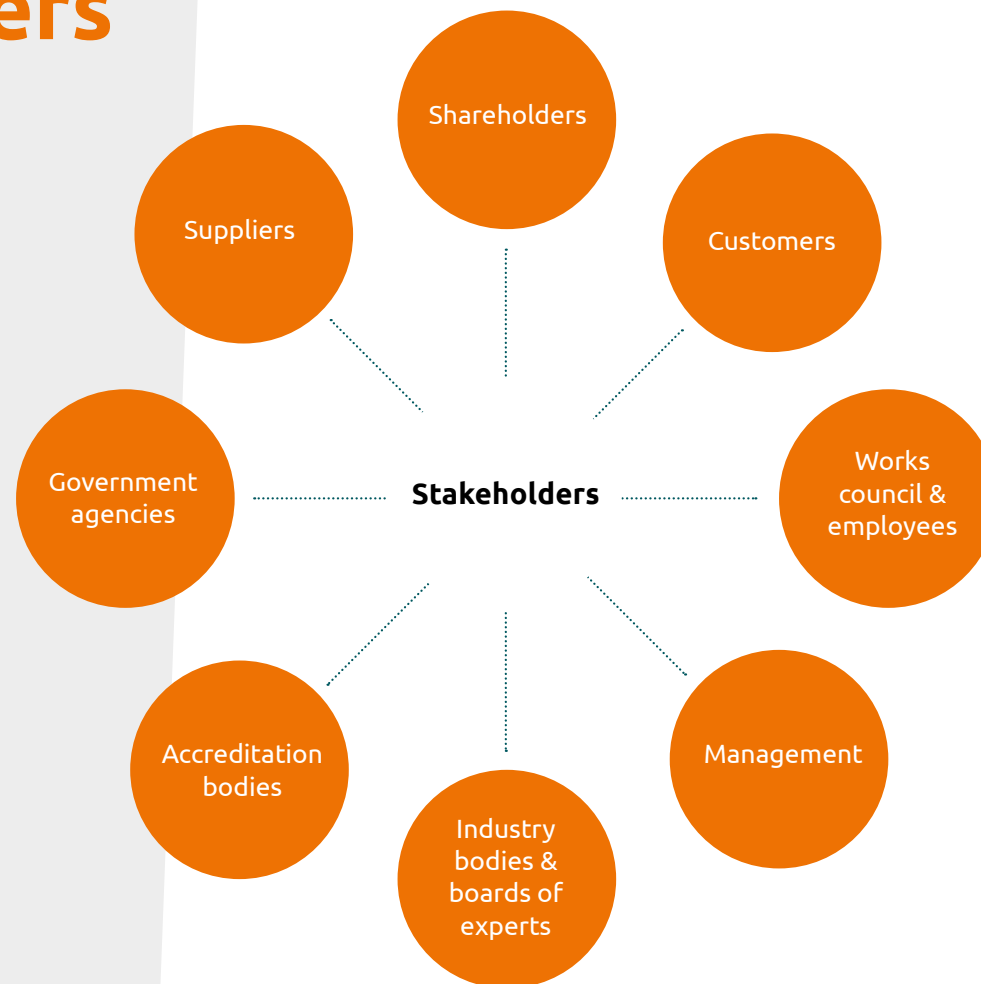 ers
Shareholders
Suppliers
Customers
Works
council &
employees
Government
agencies
Stakeholders
Management
Accreditation
bodies
Industry
bodies &
boards of
experts